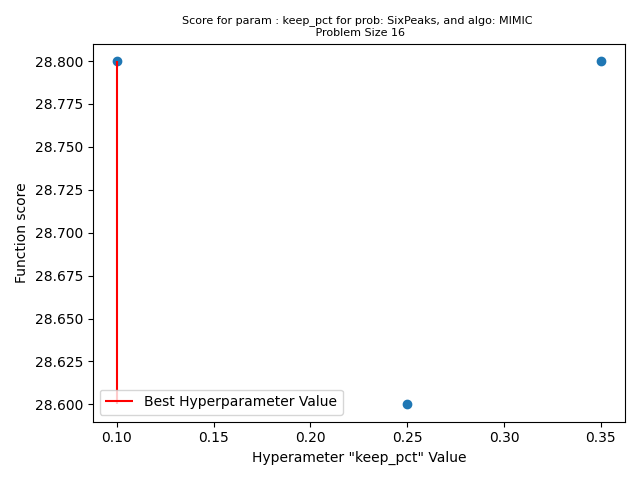 Score for param : keep_pct for prob: SixPeaks, and algo: MIMIC
Problem Size 16
28.800
28.775
28.750
28.725
28.700
28.675
28.650
28.625
28.600
Function score
Best Hyperparameter Value
0.10 0.15 0.20 0.25 0.30 0.35
Hyperameter "keep_pct" Value